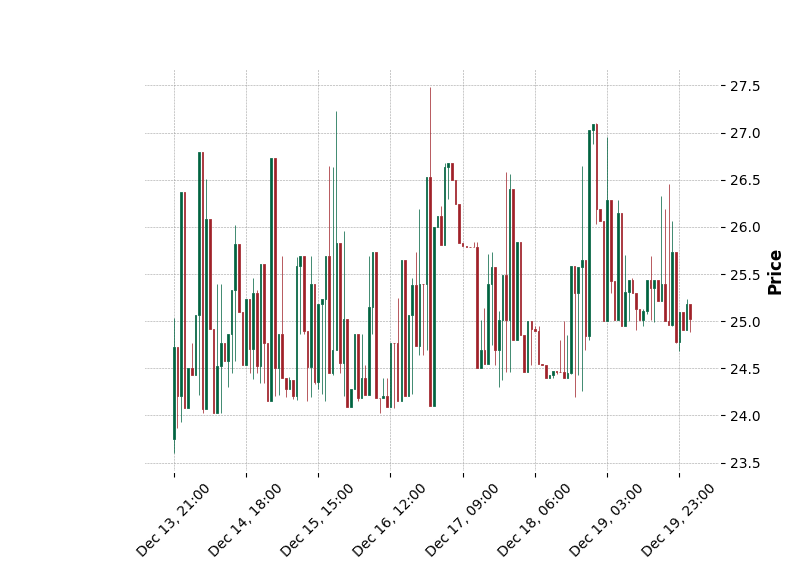 27.5
27.0
26.5
26.0
25.5
25.0
24.5
24.0
23.5
Price
Dec 13, 21:00
Dec 14, 18:00
Dec 15, 15:00
Dec 16, 12:00
Dec 17, 09:00
Dec 18, 06:00
Dec 19, 03:00
Dec 19, 23:00